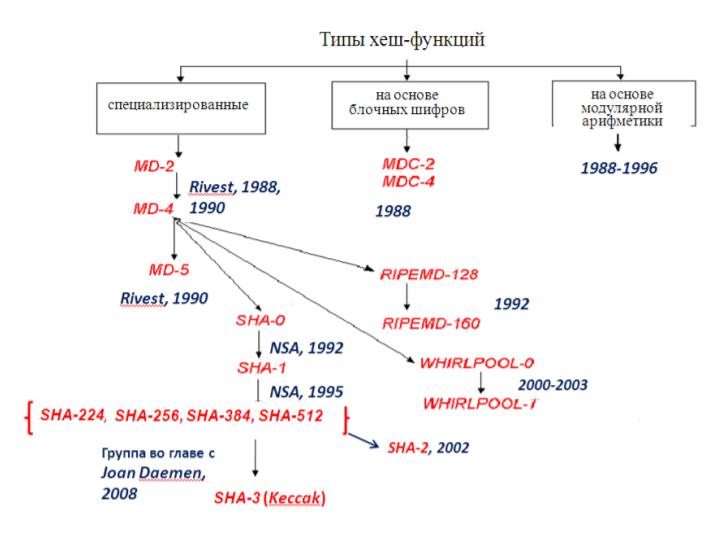 Типы хеш-функций
специализированные
на основе
блочных шифров
на основе
модулярной
арифметики
MD-2
MDC-2
MDC-4
1988-1996
Rivest, 1988,
1990
MD-4
1988
MD-5
Rivest, 1990
RIPEMD-128
1992
RIPEMD-160
SHA-0
NSA, 1992
SHA-1
WHIRLPOOL-0
2000-2003
WHIRLPOOL-T
NSA, 1995
{ SHA-224, SHA-256, SHA-384, SHA-512 }
SHA-2, 2002
Группа во главе с
Joan Daemen,
2008
SHA-3 (Keccak)